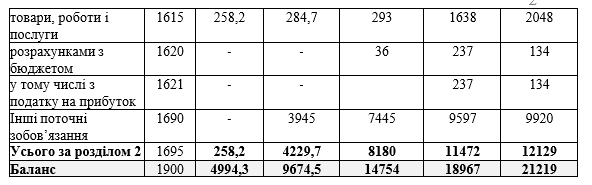 2
товари, роботи і послуги 1615 258,2 284,7 293 1638 2048
розрахунками з бюджетом 1620 - - 36 237 134
у тому числі з податку на прибуток 1621 - - 237 134
Інші поточні зобов’язання 1690 - 3945 7445 9597 9920
Усього за розділом 2 1695 258,2 4229,7 8180 11472 12129
Баланс 1900 4994,3 9674,5 14754 18967 21219